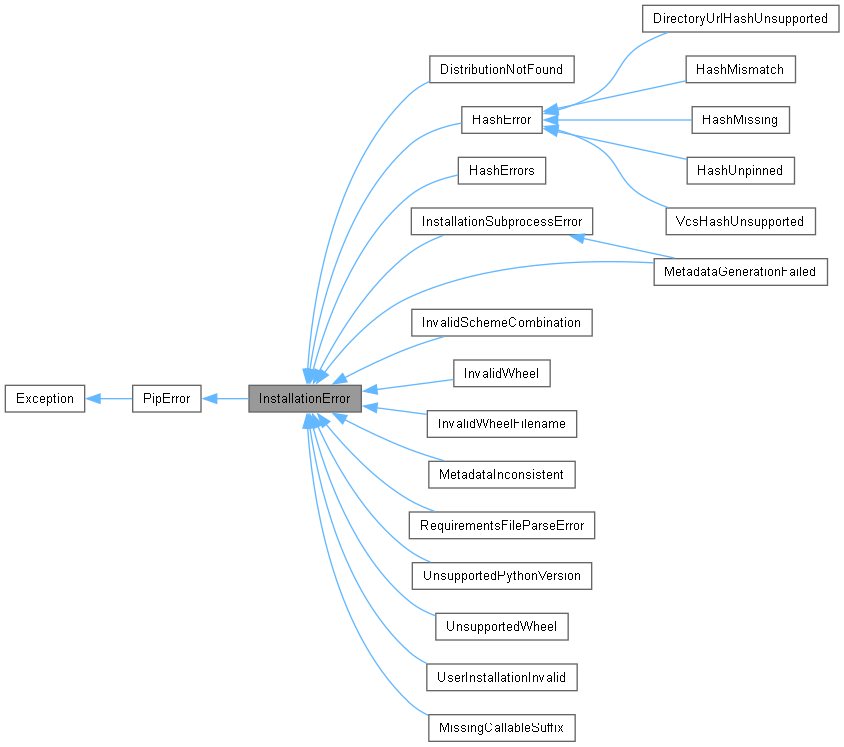 DirectoryUrlHashUnsupported
DistributionNotFound
HashMismatch
HashError
HashMissing
HashErrors
HashUnpinned
InstallationSubprocessError
VcsHashUnsupported
MetadataGenerationFailed
InvalidSchemeCombination
InvalidWheel
Exception
PipError
InstallationError
InvalidWheelFilename
MetadataInconsistent
RequirementsFileParseError
UnsupportedPythonVersion
UnsupportedWheel
UserInstallationInvalid
MissingCallableSuffix